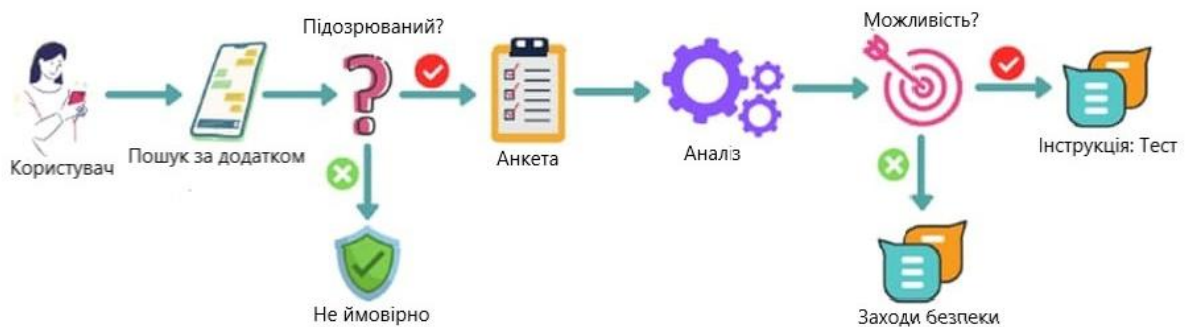 Підозрюваний?
Можливість?
Користувач
Пошук за додатком
Анкета
Аналіз
Інструкція: Тест
Не ймовірно
Заходи безпеки